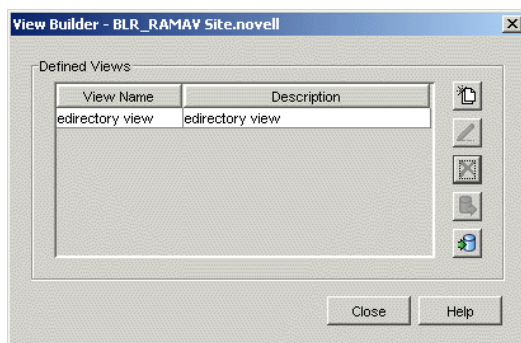 View Builder - BLR_RAMAV Site.novell
Defined Views
View Name Description
edirectory view edirectory view
Close Help